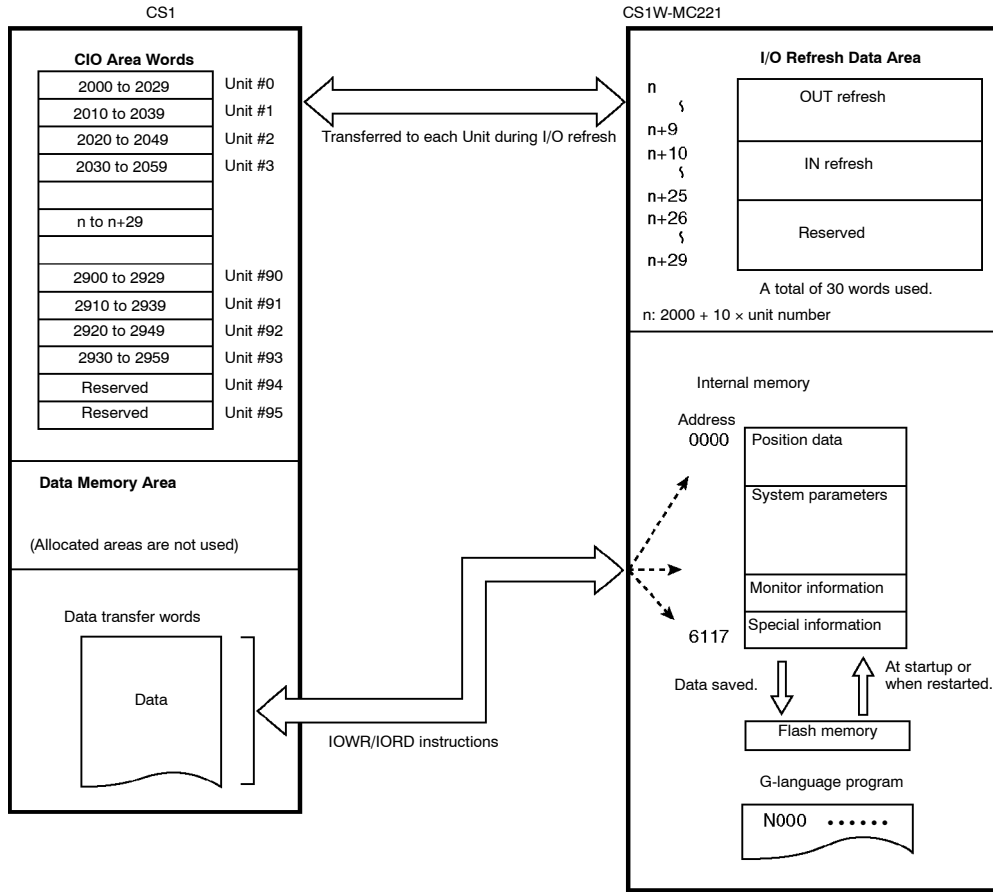 CS1
CIO Area Words
2000 to 2029 Unit #0
2010 to 2039 Unit #1
2020 to 2049 Unit #2
2030 to 2059 Unit #3
n to n+29
2900 to 2929 Unit #90
2910 to 2939 Unit #91
2920 to 2949 Unit #92
2930 to 2959 Unit #93
Reserved Unit #94
Reserved Unit #95
Data Memory Area
(Allocated areas are not used)
Data transfer words
Data
Transferred to each Unit during I/O refresh
IOWR/IORD instructions
CS1W-MC221
I/O Refresh Data Area
n
n+9
OUT refresh
n+10
n+25
IN refresh
n+26
n+29
Reserved
A total of 30 words used.
n: 2000 + 10 × unit number
Internal memory
Address
0000
Position data
System parameters
Monitor information
6117
Special information
Data saved.
At startup or
when restarted.
Flash memory
G-language program
N000 ••••••